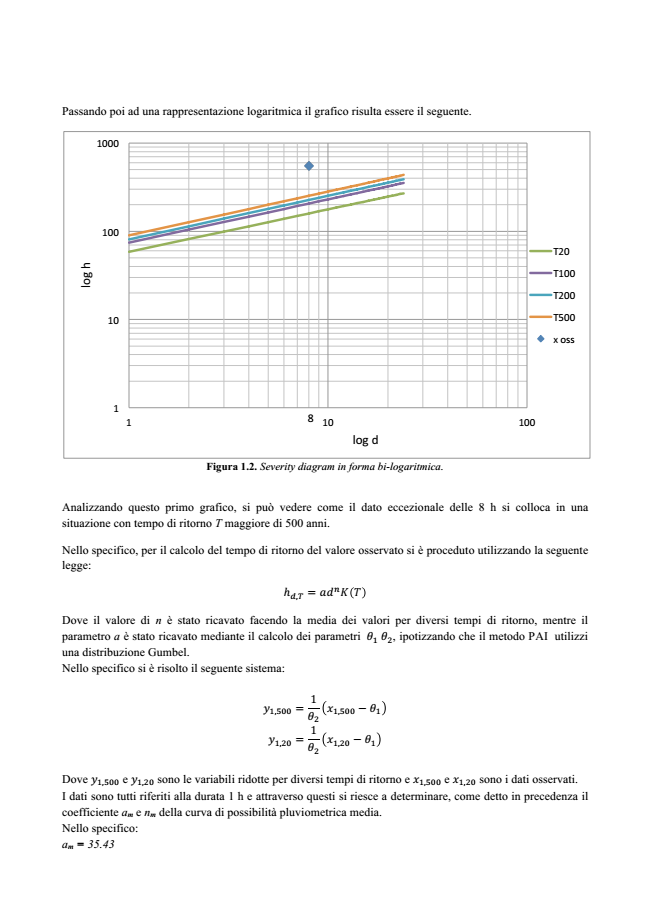 Passando poi ad una rappresentazione logaritmica il grafico risulta essere il seguente.
1000
100
10
1
log h
1
8
10
100
log d
T20
T100
T200
T500
x oss
Figura 1.2. Severity diagram in forma bi-logaritmica.
Analizzando questo primo grafico, si può vedere come il dato eccezionale delle 8 h si colloca in una
situazione con tempo di ritorno T maggiore di 500 anni.
Nello specifico, per il calcolo del tempo di ritorno del valore osservato si è proceduto utilizzando la seguente
legge:
h_{d,T} = ad^n K(T)
Dove il valore di n è stato ricavato facendo la media dei valori per diversi tempi di ritorno, mentre il
parametro a è stato ricavato mediante il calcolo dei parametri θ₁ θ₂, ipotizzando che il metodo PAI utilizzi
una distribuzione Gumbel.
Nello specifico si è risolto il seguente sistema:
y_{1,500} = 1/θ₂ (x_{1,500} − θ₁)
y_{1,20} = 1/θ₂ (x_{1,20} − θ₁)
Dove y_{1,500} e y_{1,20} sono le variabili ridotte per diversi tempi di ritorno e x_{1,500} e x_{1,20} sono i dati osservati.
I dati sono tutti riferiti alla durata 1 h e attraverso questi si riesce a determinare, come detto in precedenza il
coefficiente a_m e n_m della curva di possibilità pluviometrica media.
Nello specifico:
a_m = 35.43